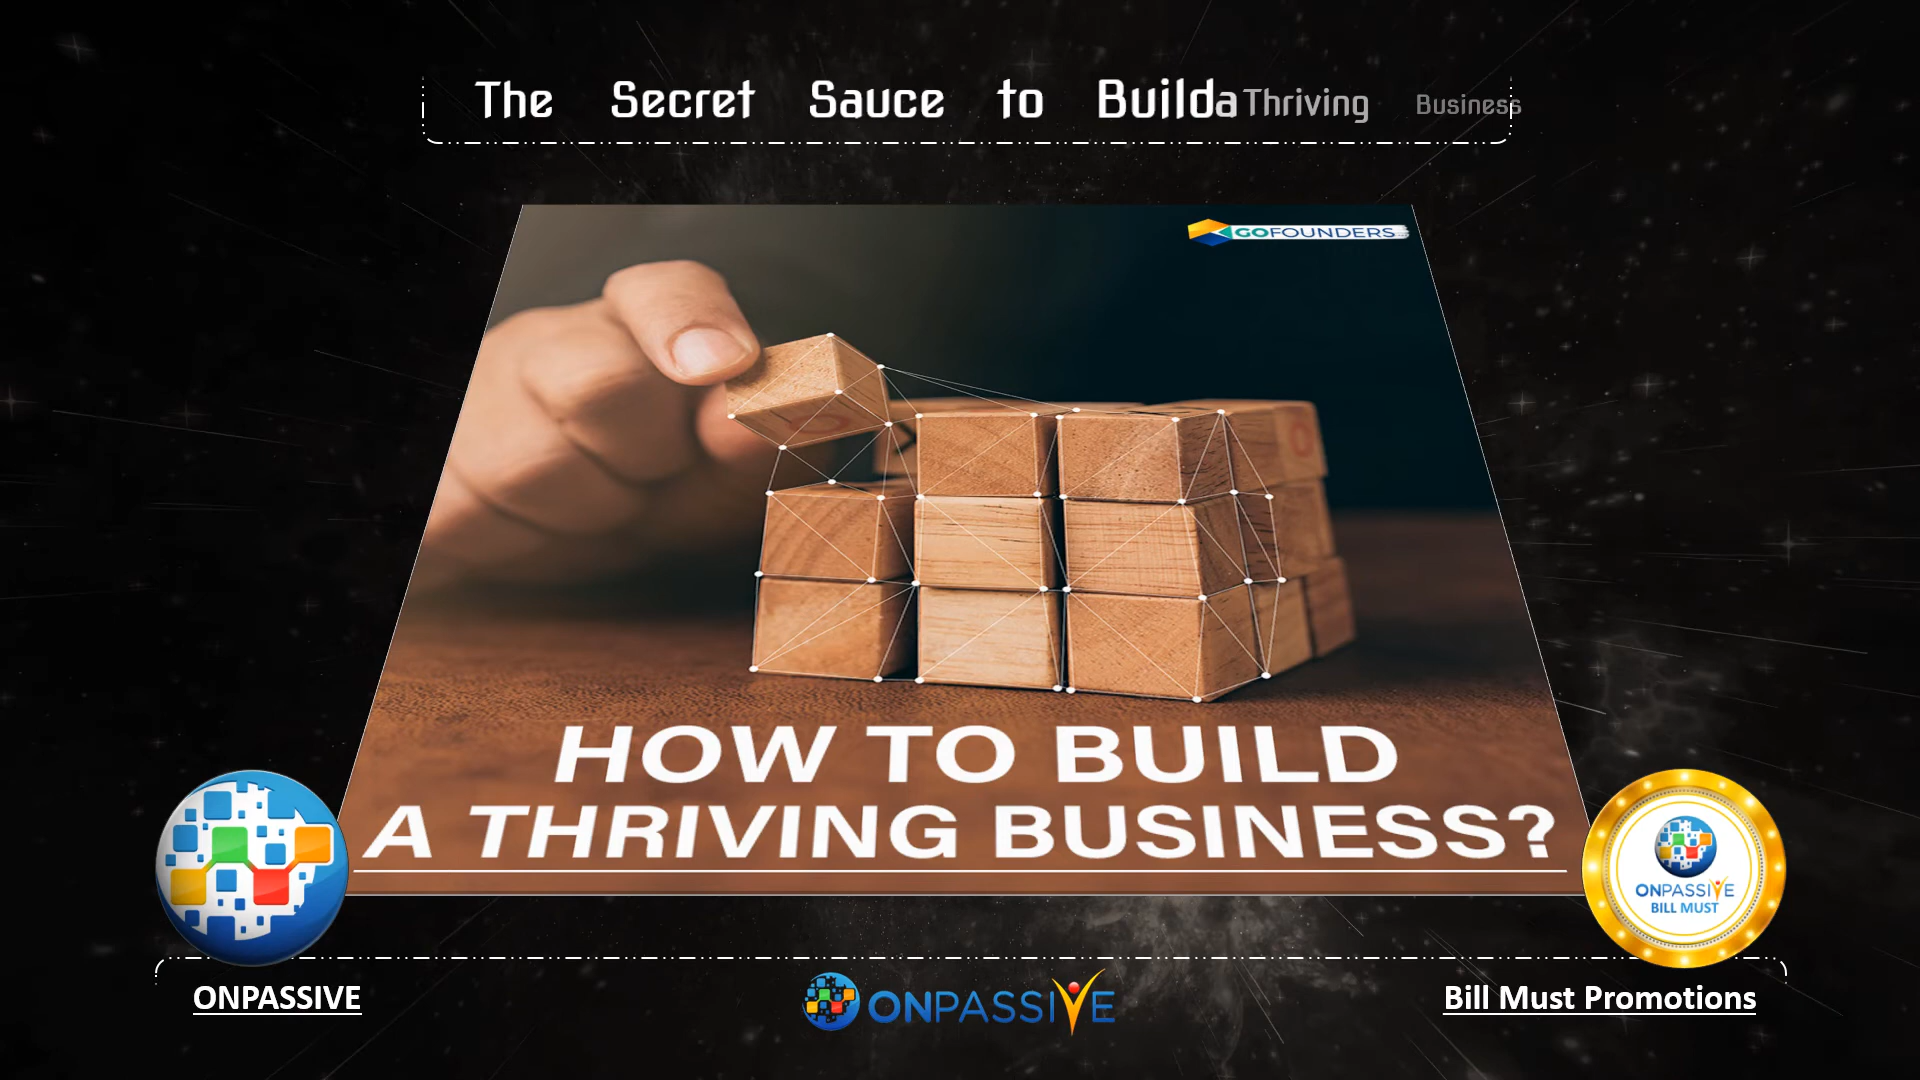 The Secret Sauce to Build a Thriving Business
GOFOUNDERS
HOW TO BUILD
A THRIVING BUSINESS?
ONPASSIVE
BILL MUST
ONPASSIVE
ONPASSIVE
Bill Must Promotions